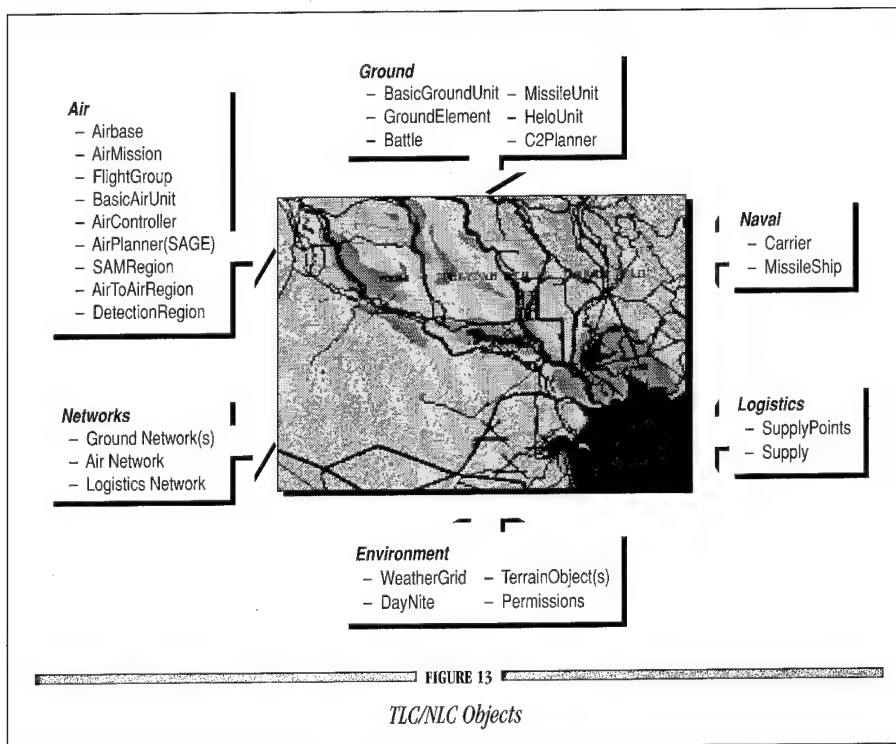 Ground
– BasicGroundUnit – MissileUnit
– GroundElement – HeloUnit
– Battle – C2Planner
Air
– Airbase
– AirMission
– FlightGroup
– BasicAirUnit
– AirController
– AirPlanner(SAGE)
– SAMRegion
– AirToAirRegion
– DetectionRegion
Naval
– Carrier
– MissileShip
Networks
– Ground Network(s)
– Air Network
– Logistics Network
Logistics
– SupplyPoints
– Supply
Environment
– WeatherGrid – TerrainObject(s)
– DayNite – Permissions
FIGURE 13
TLC/NLC Objects